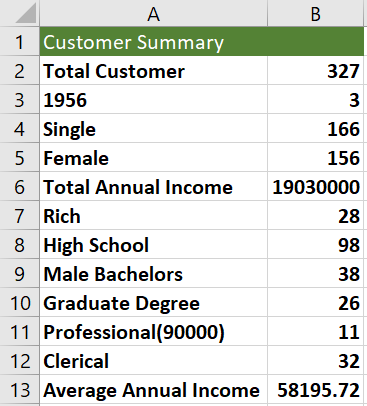 A B
1 Customer Summary
2 Total Customer 327
3 1956 3
4 Single 166
5 Female 156
6 Total Annual Income 19030000
7 Rich 28
8 High School 98
9 Male Bachelors 38
10 Graduate Degree 26
11 Professional(90000) 11
12 Clerical 32
13 Average Annual Income 58195.72